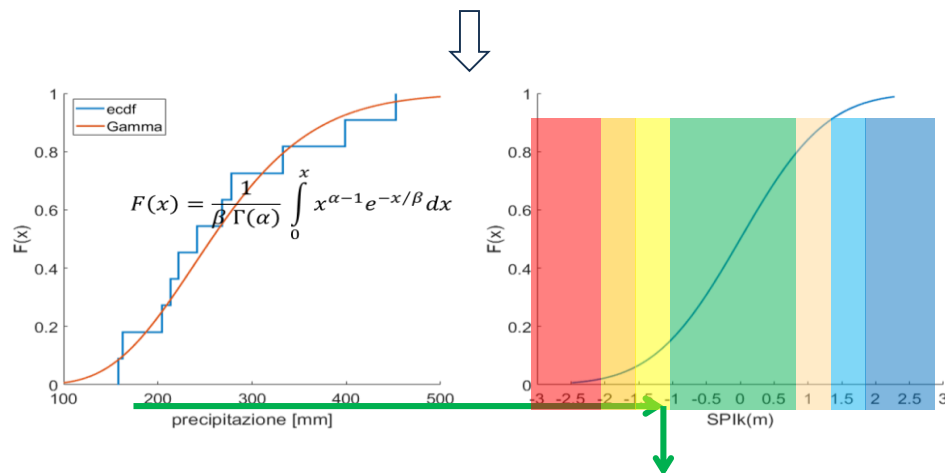 1
ecdf
Gamma
0.8
0.6
0.4
0.2
0
F(x)
100 200 300 400 500
precipitazione [mm]
F(x) = \frac{1}{β Γ(α)} \int_0^x x^{α-1} e^{-x/β} dx
1
0.8
0.6
0.4
0.2
0
F(x)
-3 -2.5 -2 -1.5 -1 -0.5 0 0.5 1 1.5 2 2.5 3
SPIk(m)